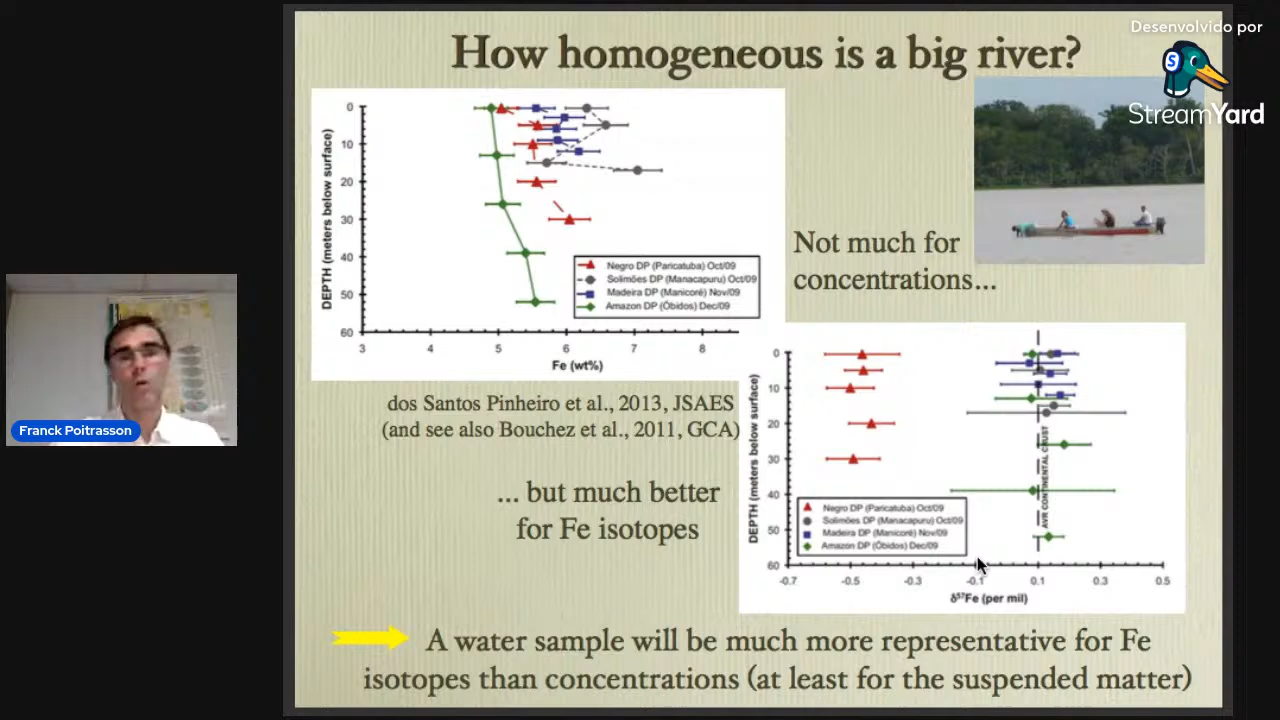 Desenvolvido por
StreamYard
How homogeneous is a big river?
0
10
20
30
40
50
60
DEPTH (meters below surface)
3
4
5
6
7
8
Fe (wt%)
Negro DP (Paricatuba) Oct/09
Solimões DP (Manacapuru) Oct/09
Madeira DP (Manicoré) Nov/09
Amazon DP (Óbidos) Dec/09
Not much for
concentrations...
dos Santos Pinheiro et al., 2013, JSAES
(and see also Bouchez et al., 2011, GCA)
Franck Poitrasson
... but much better
for Fe isotopes
0
10
20
30
40
50
60
DEPTH (meters below surface)
AVR CONTINENTAL CRUST
Negro DP (Paricatuba) Oct/09
Solimões DP (Manacapuru) Oct/09
Madeira DP (Manicoré) Nov/09
Amazon DP (Óbidos) Dec/09
-0.7
-0.5
-0.3
-0.1
0.1
0.3
0.5
δ⁵⁷Fe (per mil)
A water sample will be much more representative for Fe
isotopes than concentrations (at least for the suspended matter)